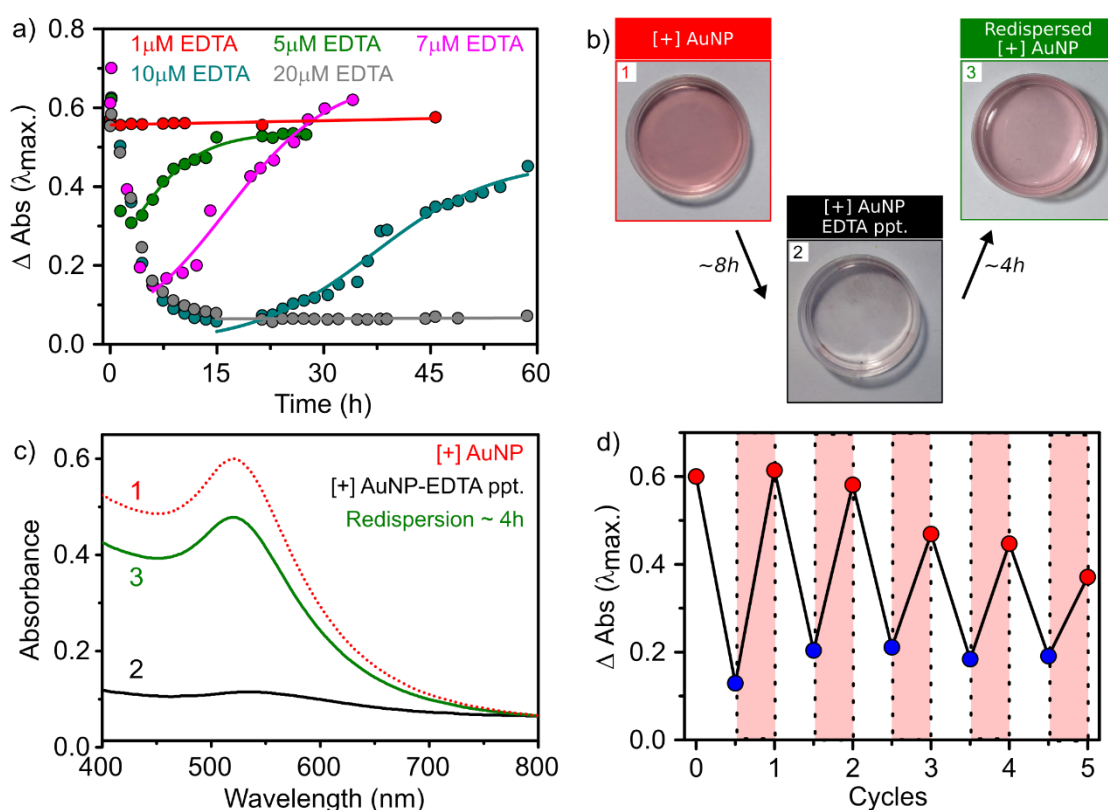 a)
1μM EDTA 5μM EDTA 7μM EDTA
10μM EDTA 20μM EDTA
Δ Abs (λmax.)
0.8
0.6
0.4
0.2
0.0
0 15 30 45 60
Time (h)
b)
[+] AuNP
1
Redispersed
[+] AuNP
3
[+] AuNP
EDTA ppt.
2
~8h
~4h
c)
[+] AuNP
[+] AuNP-EDTA ppt.
Redispersion ~ 4h
1
3
2
Absorbance
0.6
0.4
0.2
0.0
400 500 600 700 800
Wavelength (nm)
d)
Δ Abs (λmax.)
0.6
0.4
0.2
0.0
0 1 2 3 4 5
Cycles